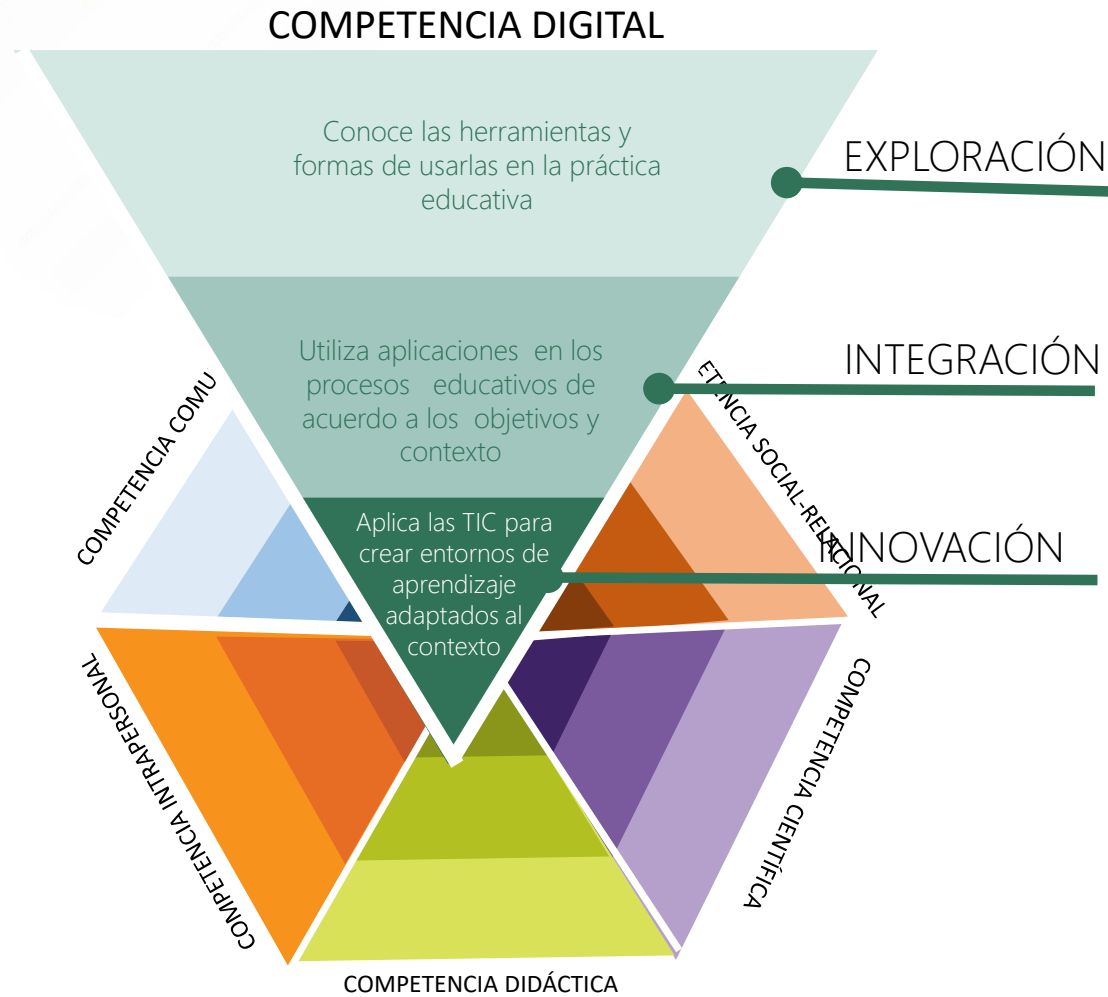 COMPETENCIA DIGITAL
Conoce las herramientas y
formas de usarlas en la práctica
educativa
EXPLORACIÓN
Utiliza aplicaciones en los
procesos educativos de
acuerdo a los objetivos y
contexto
INTEGRACIÓN
Aplica las TIC para
crear entornos de
aprendizaje
adaptados al
contexto
INNOVACIÓN
COMPETENCIA COMU
ETENCIA SOCIAL-RELACIONAL
COMPETENCIA INTRAPERSONAL
COMPETENCIA CIENTÍFICA
COMPETENCIA DIDÁCTICA